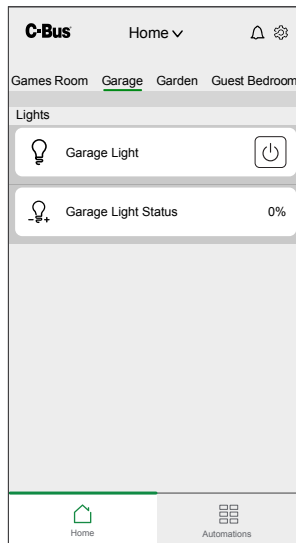 C-Bus Home
Games Room Garage Garden Guest Bedroom
Lights
Garage Light
Garage Light Status 0%
Home Automations